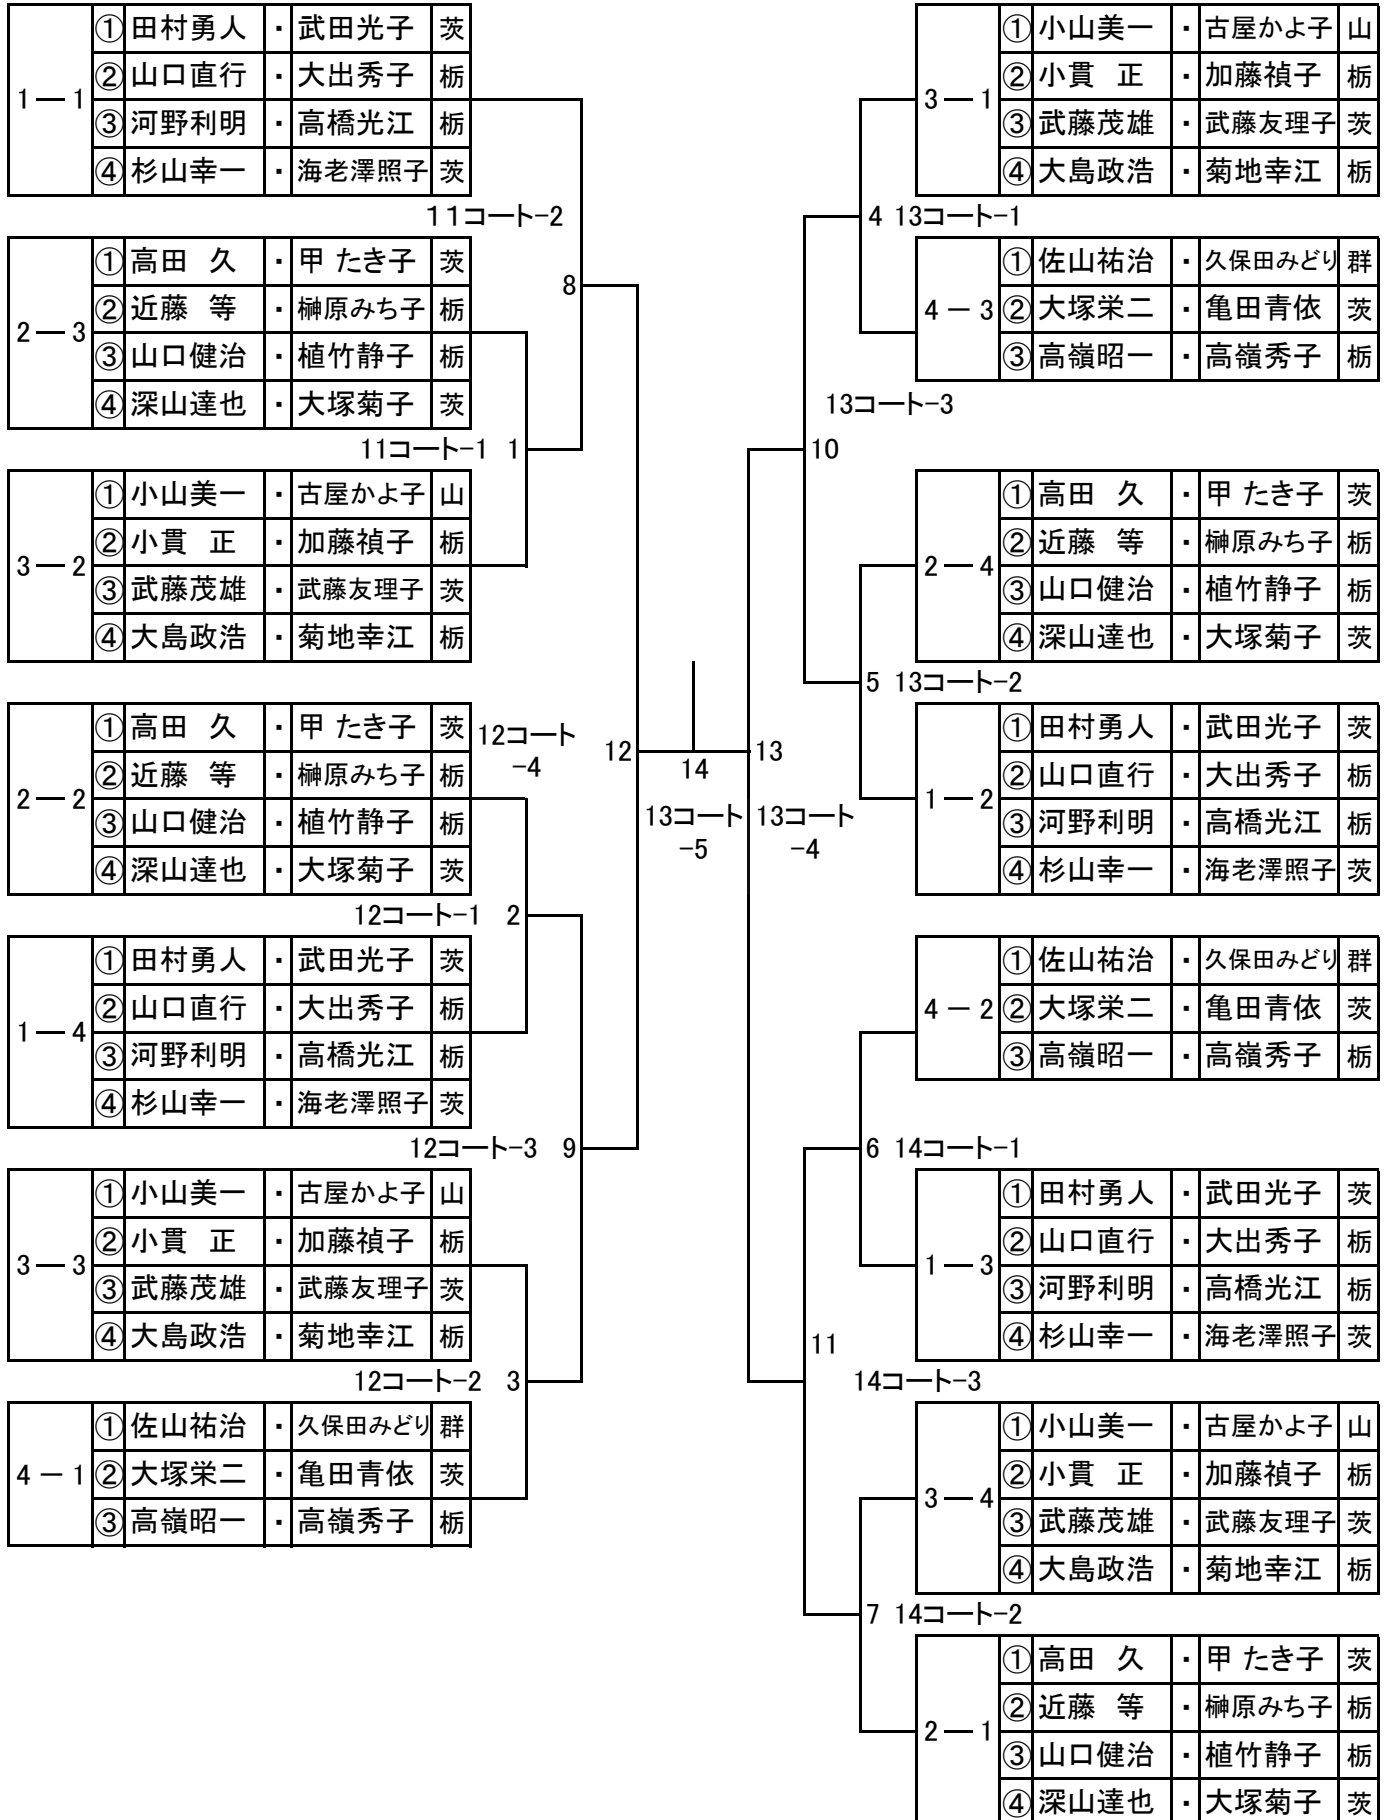 1 ― 1
① 田村勇人 ・ 武田光子 茨
② 山口直行 ・ 大出秀子 栃
③ 河野利明 ・ 高橋光江 栃
④ 杉山幸一 ・ 海老澤照子 茨
11コート-2
8
2 ― 3
① 高田 久 ・ 甲 たき子 茨
② 近藤 等 ・ 榊原みち子 栃
③ 山口健治 ・ 植竹静子 栃
④ 深山達也 ・ 大塚菊子 茨
11コート-1 1
3 ― 2
① 小山美一 ・ 古屋かよ子 山
② 小貫 正 ・ 加藤禎子 栃
③ 武藤茂雄 ・ 武藤友理子 茨
④ 大島政浩 ・ 菊地幸江 栃
2 ― 2
① 高田 久 ・ 甲 たき子 茨
② 近藤 等 ・ 榊原みち子 栃
③ 山口健治 ・ 植竹静子 栃
④ 深山達也 ・ 大塚菊子 茨
12コート
-4
12
12コート-1 2
1 ― 4
① 田村勇人 ・ 武田光子 茨
② 山口直行 ・ 大出秀子 栃
③ 河野利明 ・ 高橋光江 栃
④ 杉山幸一 ・ 海老澤照子 茨
12コート-3 9
3 ― 3
① 小山美一 ・ 古屋かよ子 山
② 小貫 正 ・ 加藤禎子 栃
③ 武藤茂雄 ・ 武藤友理子 茨
④ 大島政浩 ・ 菊地幸江 栃
12コート-2 3
4 ― 1
① 佐山祐治 ・ 久保田みどり 群
② 大塚栄二 ・ 亀田青依 茨
③ 高嶺昭一 ・ 高嶺秀子 栃
14
13コート
-5
13
13コート
-4
3 ― 1
① 小山美一 ・ 古屋かよ子 山
② 小貫 正 ・ 加藤禎子 栃
③ 武藤茂雄 ・ 武藤友理子 茨
④ 大島政浩 ・ 菊地幸江 栃
4 13コート-1
4 ― 3
① 佐山祐治 ・ 久保田みどり 群
② 大塚栄二 ・ 亀田青依 茨
③ 高嶺昭一 ・ 高嶺秀子 栃
13コート-3
10
2 ― 4
① 高田 久 ・ 甲 たき子 茨
② 近藤 等 ・ 榊原みち子 栃
③ 山口健治 ・ 植竹静子 栃
④ 深山達也 ・ 大塚菊子 茨
5 13コート-2
1 ― 2
① 田村勇人 ・ 武田光子 茨
② 山口直行 ・ 大出秀子 栃
③ 河野利明 ・ 高橋光江 栃
④ 杉山幸一 ・ 海老澤照子 茨
4 ― 2
① 佐山祐治 ・ 久保田みどり 群
② 大塚栄二 ・ 亀田青依 茨
③ 高嶺昭一 ・ 高嶺秀子 栃
6 14コート-1
1 ― 3
① 田村勇人 ・ 武田光子 茨
② 山口直行 ・ 大出秀子 栃
③ 河野利明 ・ 高橋光江 栃
④ 杉山幸一 ・ 海老澤照子 茨
11
14コート-3
3 ― 4
① 小山美一 ・ 古屋かよ子 山
② 小貫 正 ・ 加藤禎子 栃
③ 武藤茂雄 ・ 武藤友理子 茨
④ 大島政浩 ・ 菊地幸江 栃
7 14コート-2
2 ― 1
① 高田 久 ・ 甲 たき子 茨
② 近藤 等 ・ 榊原みち子 栃
③ 山口健治 ・ 植竹静子 栃
④ 深山達也 ・ 大塚菊子 茨